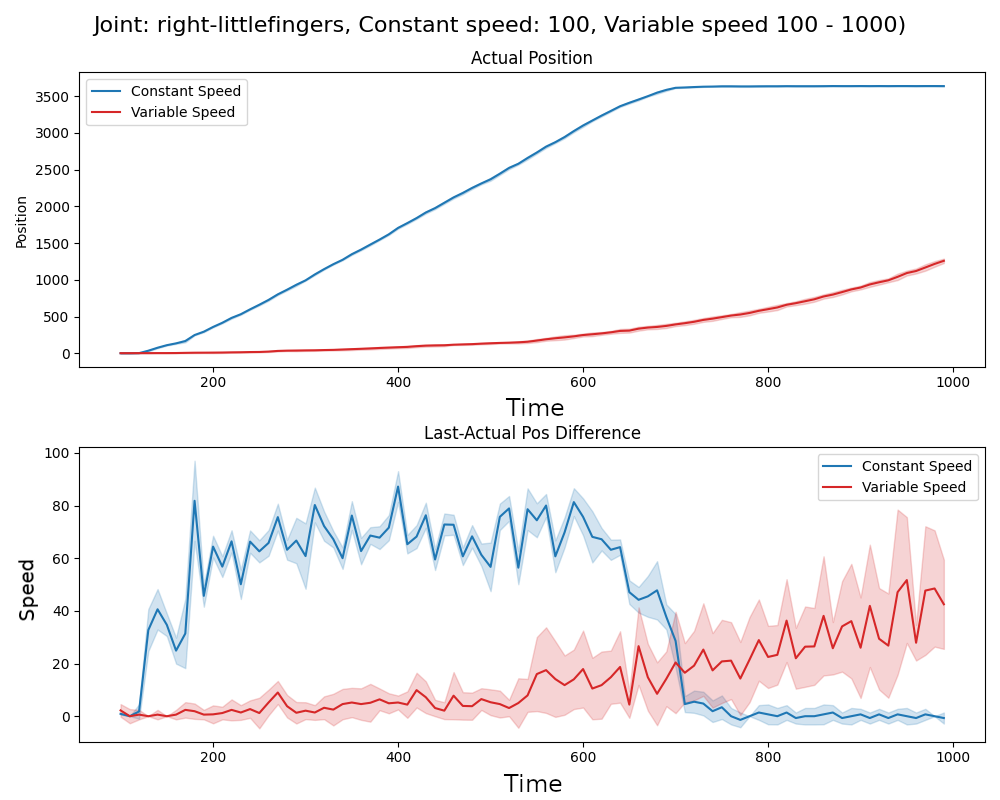 Joint: right-littlefingers, Constant speed: 100, Variable speed 100 - 1000)
Actual Position
Constant Speed
Variable Speed
Position
3500
3000
2500
2000
1500
1000
500
0
200 400 600 800 1000
Time
Last-Actual Pos Difference
Constant Speed
Variable Speed
Speed
100
80
60
40
20
0
200 400 600 800 1000
Time